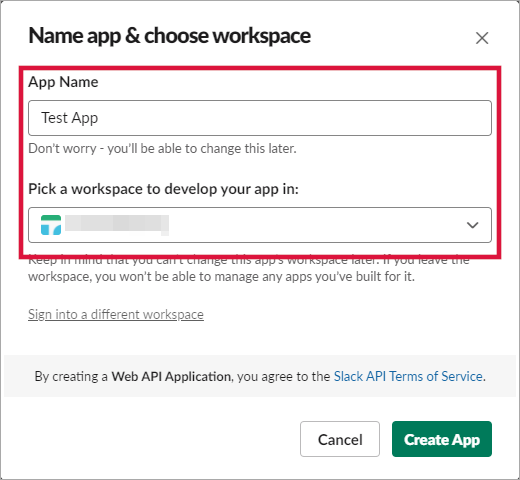 Name app & choose workspace
App Name
Test App
Don't worry - you'll be able to change this later.
Pick a workspace to develop your app in:
Keep in mind that you can't change this app's workspace later. If you leave the
workspace, you won't be able to manage any apps you've built for it.
Sign into a different workspace
By creating a Web API Application, you agree to the Slack API Terms of Service.
Cancel
Create App